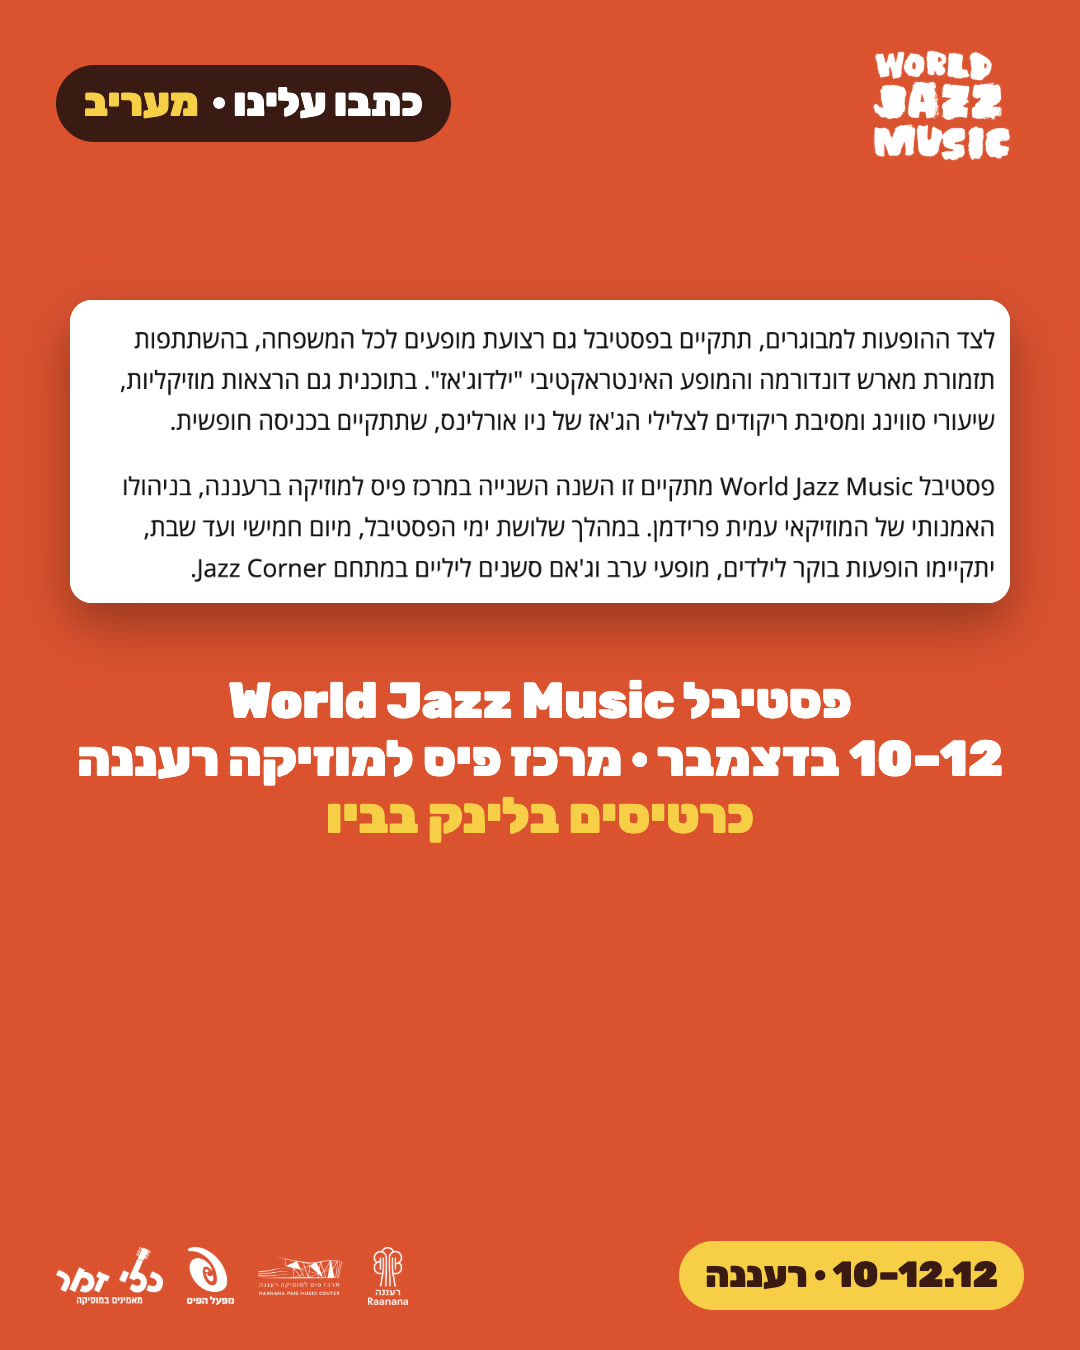 WORLD
JAZZ
MUSIC
כתבו עלינו • מעריב
לצד ההופעות למבוגרים, תתקיים בפסטיבל גם רצועת מופעים לכל המשפחה, בהשתתפות
תזמורת מארש דונדורמה והמופע האינטראקטיבי "ילדוג'אז". בתוכנית גם הרצאות מוזיקליות,
שיעורי סווינג ומסיבת ריקודים לצלילי הג'אז של ניו אורלינס, שתתקיים בכניסה חופשית.
פסטיבל World Jazz Music מתקיים זו השנה השנייה במרכז פיס למוזיקה ברעננה, בניהולו
האמנותי של המוזיקאי עמית פרידמן. במהלך שלושת ימי הפסטיבל, מיום חמישי ועד שבת,
יתקיימו הופעות בוקר לילדים, מופעי ערב וג'אם סשנים ליליים במתחם Jazz Corner.
פסטיבל World Jazz Music
10-12 בדצמבר • מרכז פיס למוזיקה רעננה
כרטיסים בלינק בביו
10-12.12 • רעננה
רעננה
Raanana
מרכז פיס למוסיקה רעננה
RAANANA PAIS MUSIC CENTER
מפעל הפיס
כלי זמר
מאמינים במוסיקה